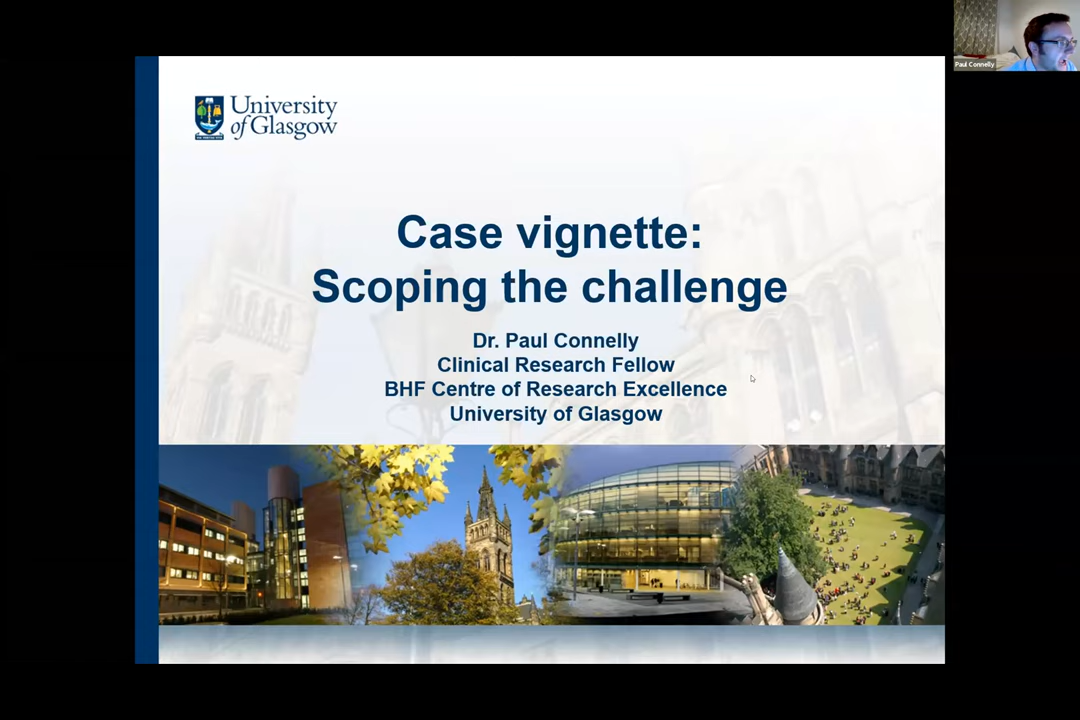 Paul Connelly
University
of Glasgow
Case vignette:
Scoping the challenge
Dr. Paul Connelly
Clinical Research Fellow
BHF Centre of Research Excellence
University of Glasgow